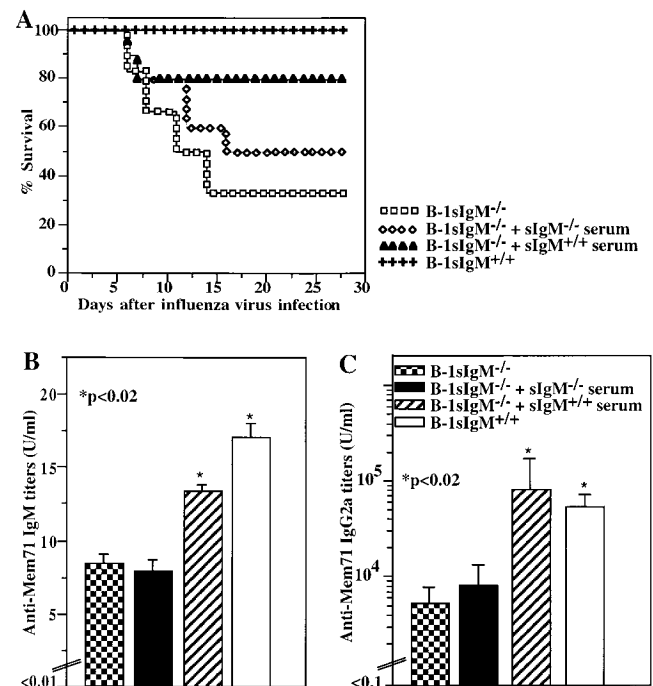 A
100
80
60
40
20
0
% Survival
0 5 10 15 20 25 30
Days after influenza virus infection
B-1sIgM-/-
B-1sIgM-/- + sIgM-/- serum
B-1sIgM-/- + sIgM+/+ serum
B-1sIgM+/+
B
*p<0.02
20
15
10
5
<0.01
Anti-Mem71 IgM titers (U/ml)
*
*
C
B-1sIgM-/-
B-1sIgM-/- + sIgM-/- serum
B-1sIgM-/- + sIgM+/+ serum
B-1sIgM+/+
*p<0.02
10^5
10^4
<0.1
Anti-Mem71 IgG2a titers (U/ml)
*
*